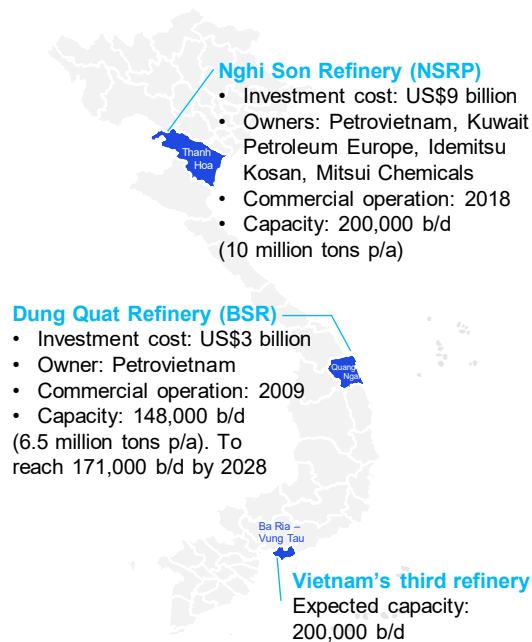 Nghi Son Refinery (NSRP)
• Investment cost: US$9 billion
• Owners: Petrovietnam, Kuwait
Petroleum Europe, Idemitsu
Kosan, Mitsui Chemicals
• Commercial operation: 2018
• Capacity: 200,000 b/d
(10 million tons p/a)
Thanh
Hoa
Dung Quat Refinery (BSR)
• Investment cost: US$3 billion
• Owner: Petrovietnam
• Commercial operation: 2009
• Capacity: 148,000 b/d
(6.5 million tons p/a). To
reach 171,000 b/d by 2028
Quang
Ngai
Ba Ria –
Vung Tau
Vietnam's third refinery
Expected capacity:
200,000 b/d